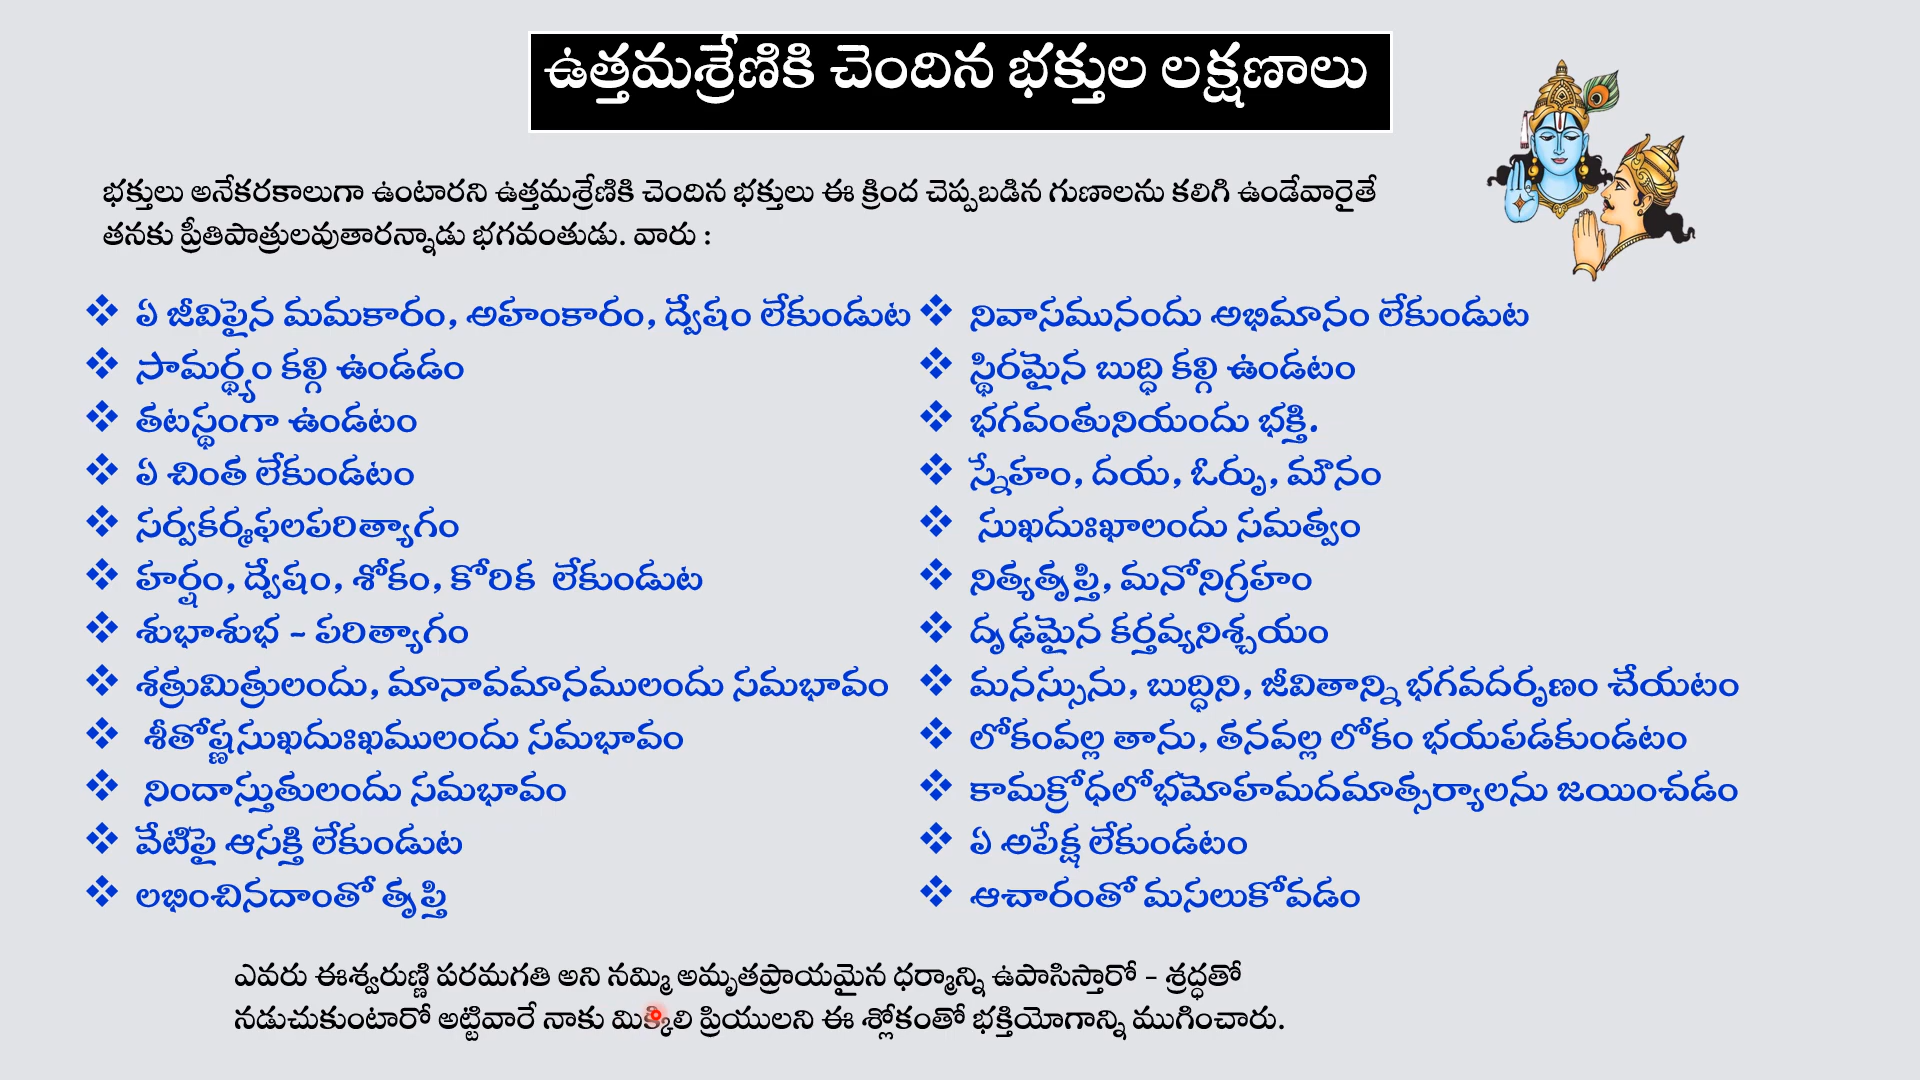 ఉత్తమశ్రేణికి చెందిన భక్తుల లక్షణాలు
భక్తులు అనేకరకాలుగా ఉంటారని ఉత్తమశ్రేణికి చెందిన భక్తులు ఈ క్రింద చెప్పబడిన గుణాలను కలిగి ఉండేవారైతే
తనకు ప్రీతిపాత్రులవుతారన్నాడు భగవంతుడు. వారు :
❖ ఏ జీవిపైన మమకారం, అహంకారం, ద్వేషం లేకుండుట
❖ సామర్థ్యం కల్గి ఉండడం
❖ తటస్థంగా ఉండటం
❖ ఏ చింత లేకుండటం
❖ సర్వకర్మఫలపరిత్యాగం
❖ హర్షం, ద్వేషం, శోకం, కోరిక లేకుండుట
❖ శుభాశుభ – పరిత్యాగం
❖ శత్రుమిత్రులందు, మానావమానములందు సమభావం
❖ శీతోష్ణసుఖదుఃఖములందు సమభావం
❖ నిందాస్తుతులందు సమభావం
❖ వేటిపై ఆసక్తి లేకుండుట
❖ లభించినదాంతో తృప్తి
❖ నివాసమునందు అభిమానం లేకుండుట
❖ స్థిరమైన బుద్ధి కల్గి ఉండటం
❖ భగవంతునియందు భక్తి.
❖ స్నేహం, దయ, ఓర్పు, మౌనం
❖ సుఖదుఃఖాలందు సమత్వం
❖ నిత్యతృప్తి, మనోనిగ్రహం
❖ దృఢమైన కర్తవ్యనిశ్చయం
❖ మనస్సును, బుద్ధిని, జీవితాన్ని భగవదర్పణం చేయటం
❖ లోకంవల్ల తాను, తనవల్ల లోకం భయపడకుండటం
❖ కామక్రోధలోభమోహమదమాత్సర్యాలను జయించడం
❖ ఏ అపేక్ష లేకుండటం
❖ ఆచారంతో మసలుకోవడం
ఎవరు ఈశ్వరుణ్ణి పరమగతి అని నమ్మి అమృతప్రాయమైన ధర్మాన్ని ఉపాసిస్తారో – శ్రద్ధతో
నడుచుకుంటారో అట్టివారే నాకు మిక్కిలి ప్రియులని ఈ శ్లోకంతో భక్తియోగాన్ని ముగించారు.